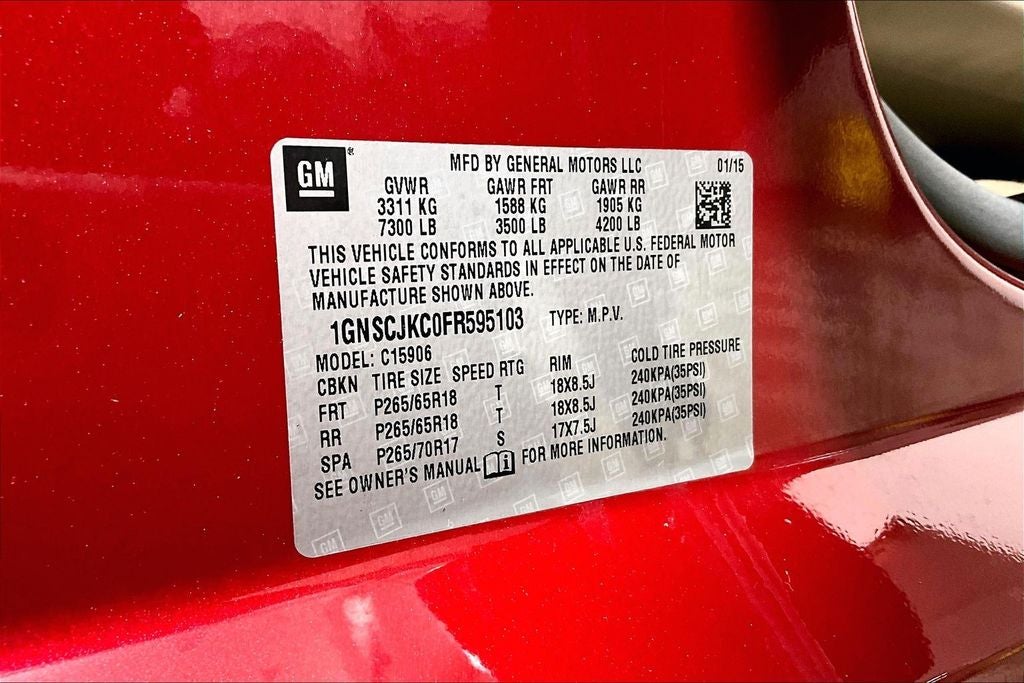 GM
MFD BY GENERAL MOTORS LLC 01/15
GVWR GAWR FRT GAWR RR
3311 KG 1588 KG 1905 KG
7300 LB 3500 LB 4200 LB
THIS VEHICLE CONFORMS TO ALL APPLICABLE U.S. FEDERAL MOTOR
VEHICLE SAFETY STANDARDS IN EFFECT ON THE DATE OF
MANUFACTURE SHOWN ABOVE.
1GNSCJKC0FR595103 TYPE: M.P.V.
MODEL: C15906
CBKN TIRE SIZE SPEED RTG RIM COLD TIRE PRESSURE
FRT P265/65R18 T 18X8.5J 240KPA(35PSI)
RR P265/65R18 T 18X8.5J 240KPA(35PSI)
SPA P265/70R17 S 17X7.5J 240KPA(35PSI)
SEE OWNER'S MANUAL FOR MORE INFORMATION.